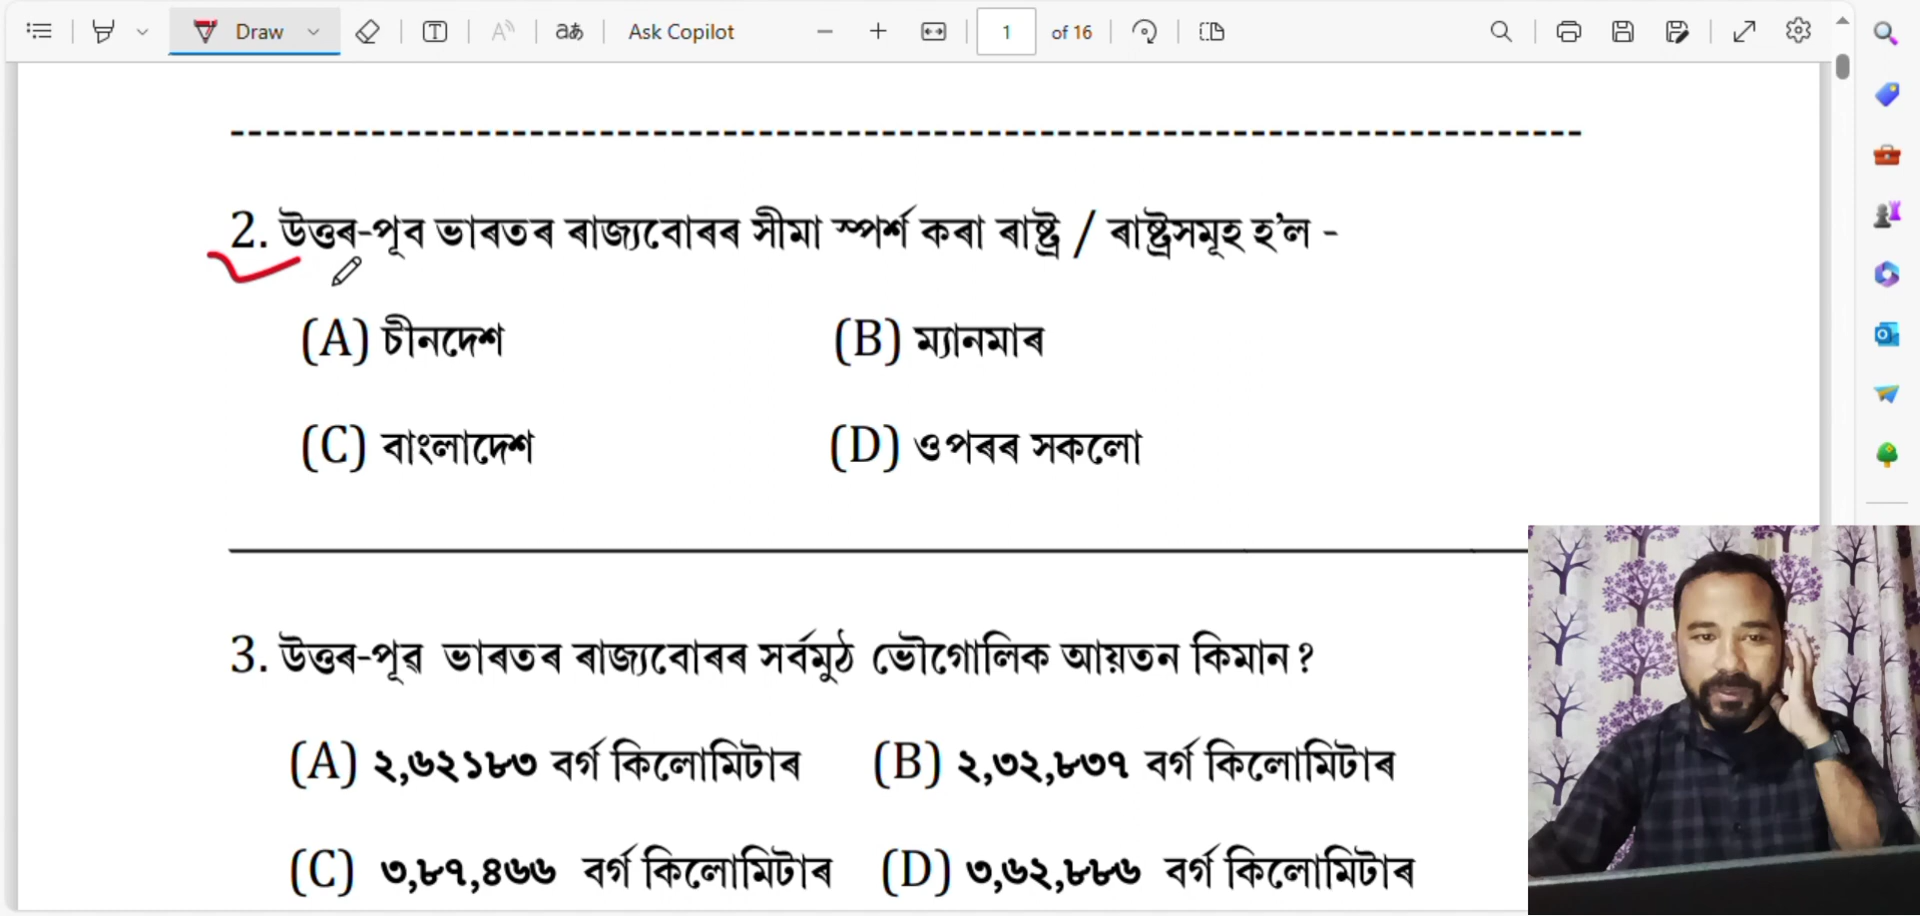 Draw
Ask Copilot
1 of 16
2. উত্তৰ-পূব ভাৰতৰ ৰাজ্যবোৰৰ সীমা স্পৰ্শ কৰা ৰাষ্ট্ৰ / ৰাষ্ট্ৰসমূহ হ'ল -
(A) চীনদেশ (B) ম্যানমাৰ
(C) বাংলাদেশ (D) ওপৰৰ সকলো
3. উত্তৰ-পূৱ ভাৰতৰ ৰাজ্যবোৰৰ সৰ্বমুঠ ভৌগোলিক আয়তন কিমান ?
(A) ২,৬২১৮৩ বৰ্গ কিলোমিটাৰ (B) ২,৩২,৮৩৭ বৰ্গ কিলোমিটাৰ
(C) ৩,৮৭,৪৬৬ বৰ্গ কিলোমিটাৰ (D) ৩,৬২,৮৮৬ বৰ্গ কিলোমিটাৰ